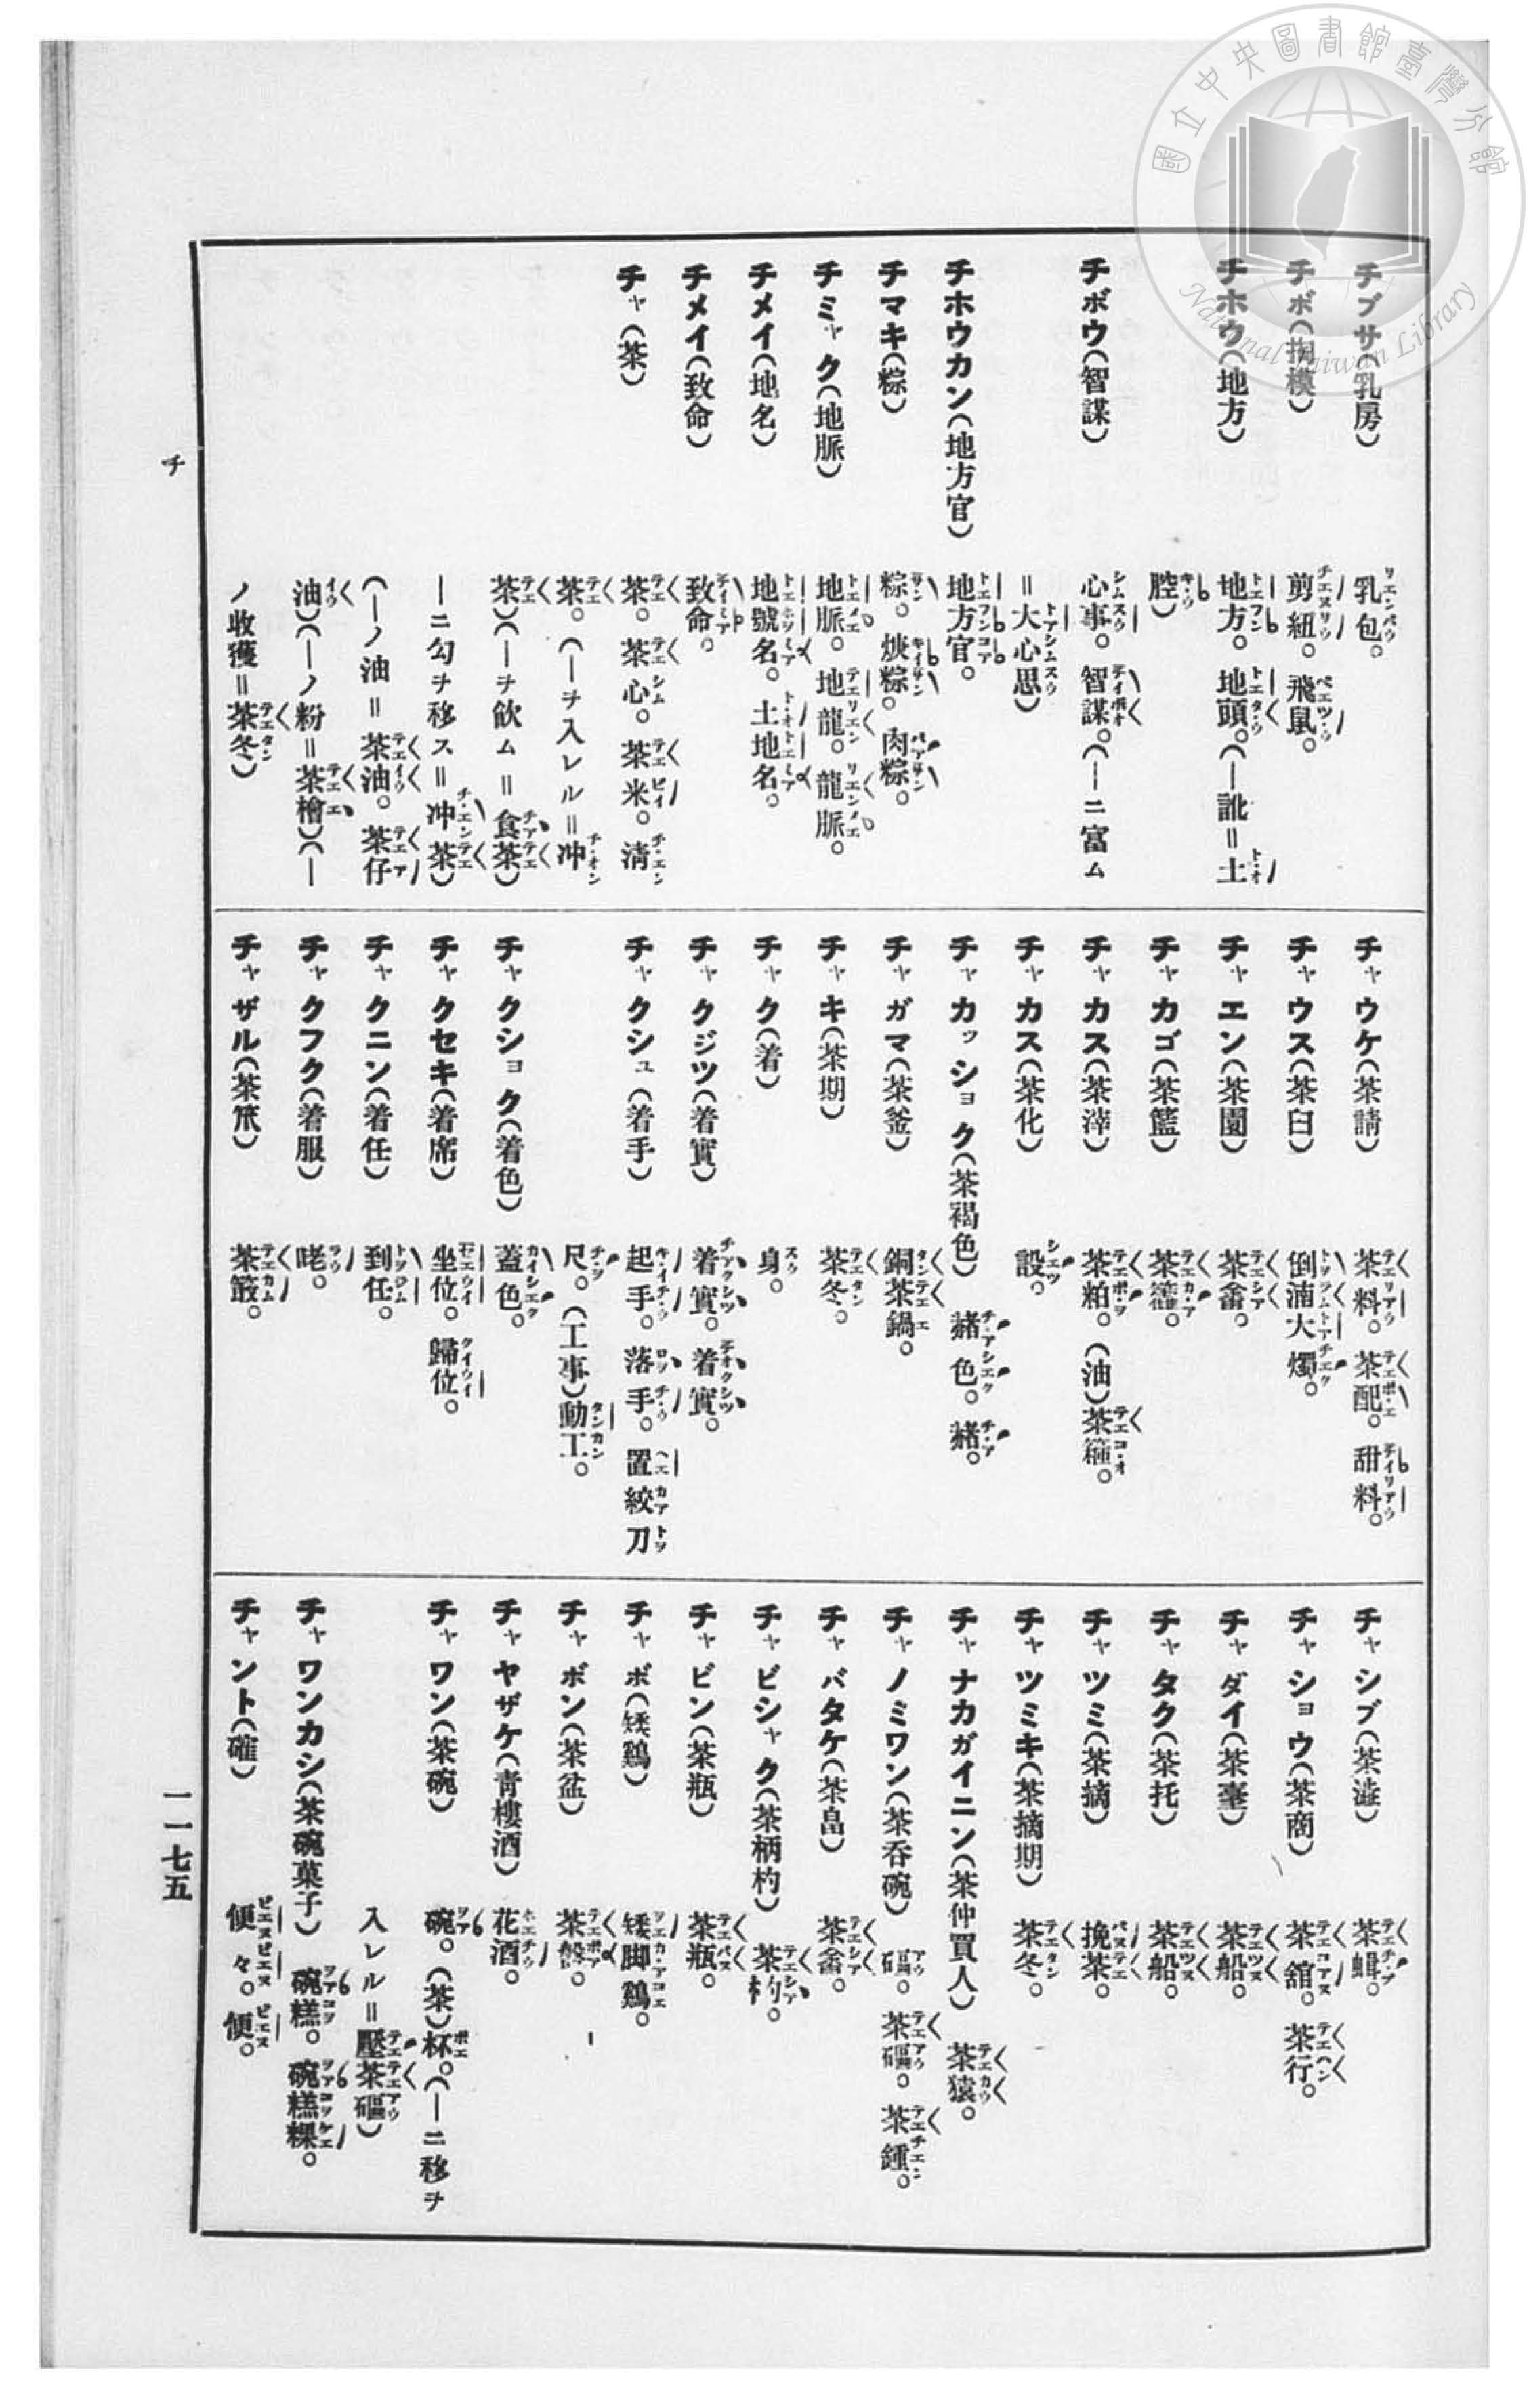 國立中央圖書館臺灣分館
National Taiwan Library
チブサ(乳房) 乳包。
チボ(掏模) 剪紐。飛鼠。
チホウ(地方) 地方。地頭。(—訛=土
腔)
チボウ(智謀) 心事。智謀。(—ニ富ム
=大心思)
チホウカン(地方官) 地方官。
チマキ(粽) 粽。焿粽。肉粽。
チミャク(地脈) 地脈。地龍。龍脈。
チメイ(地名) 地號名。土地名。
チメイ(致命) 致命。
チャ(茶) 茶。茶心。茶米。淸
茶。(—ヲ入レル=冲
茶)(—ヲ飮ム=食茶)
—ニ勾ヲ移ス=冲茶)
(—ノ油=茶油。茶仔
油)(—ノ粉=茶檜)(—
ノ收獲=茶冬)
チャウケ(茶請) 茶料。茶配。甜料。
チャウス(茶臼) 倒湳大燭。
チャエン(茶園) 茶畬。
チャカゴ(茶籃) 茶。
チャカス(茶滓) 茶粕。(油)茶箍。
チャカス(茶化) 設。
チャカッショク(茶褐色) 赭色。赭。
チャガマ(茶釜) 銅茶鍋。
チャキ(茶期) 茶冬。
チャク(着) 身。
チャクジツ(着實) 着實。着實。
チャクシュ(着手) 起手。落手。置絞刀
尺。(工事)動工。
チャクショク(着色) 蓋色。
チャクセキ(着席) 坐位。歸位。
チャクニン(着任) 到任。
チャクフク(着服) 咾。
チャザル(茶笊) 茶。
チャシブ(茶澁) 茶。
チャショウ(茶商) 茶舘。茶行。
チャダイ(茶臺) 茶船。
チャタク(茶托) 茶船。
チャツミ(茶摘) 挽茶。
チャツミキ(茶摘期) 茶冬。
チャナカガイニン(茶仲買人) 茶猿。
チャノミワン(茶呑碗) 甌。茶甌。茶鍾。
チャバタケ(茶畠) 茶畬。
チャビシャク(茶柄杓) 茶杓。
チャビン(茶瓶) 茶瓶。
チャボ(矮鷄) 矮脚鷄。
チャボン(茶盆) 茶盤。
チャヤザケ(靑樓酒) 花酒。
チャワン(茶碗) 碗。(茶)杯。(—ニ移ヲ
入レル=壓茶甌)
チャワンカシ(茶碗菓子) 碗糕。碗糕粿。
チャント(確) 便々。便。
チ
一一七五